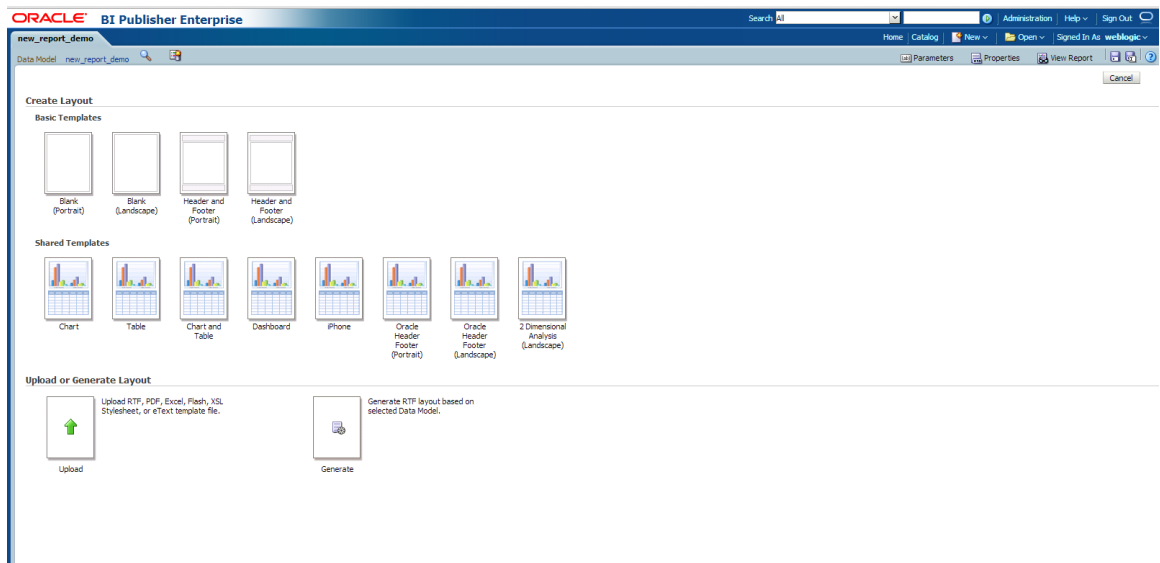 ORACLE BI Publisher Enterprise
Search All
Administration Help Sign Out
new_report_demo
Home Catalog New Open Signed In As weblogic
Data Model new_report_demo
Parameters Properties View Report
Cancel
Create Layout
Basic Templates
Blank
(Portrait)
Blank
(Landscape)
Header and
Footer
(Portrait)
Header and
Footer
(Landscape)
Shared Templates
Chart
Table
Chart and
Table
Dashboard
iPhone
Oracle
Header
Footer
(Portrait)
Oracle
Header
Footer
(Landscape)
2 Dimensional
Analysis
(Landscape)
Upload or Generate Layout
Upload RTF, PDF, Excel, Flash, XSL
Stylesheet, or eText template file.
Upload
Generate RTF layout based on
selected Data Model.
Generate